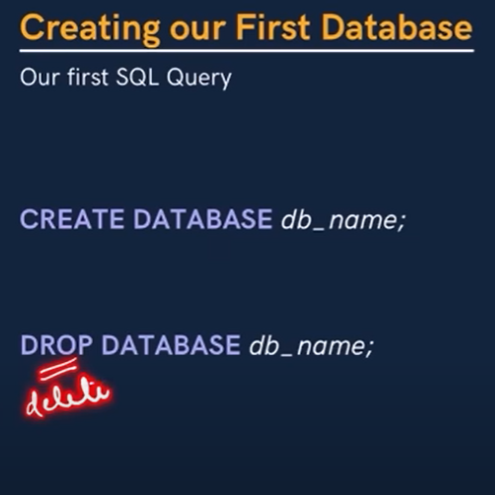 Creating our First Database
Our first SQL Query
CREATE DATABASE db_name;
DROP DATABASE db_name;
delete